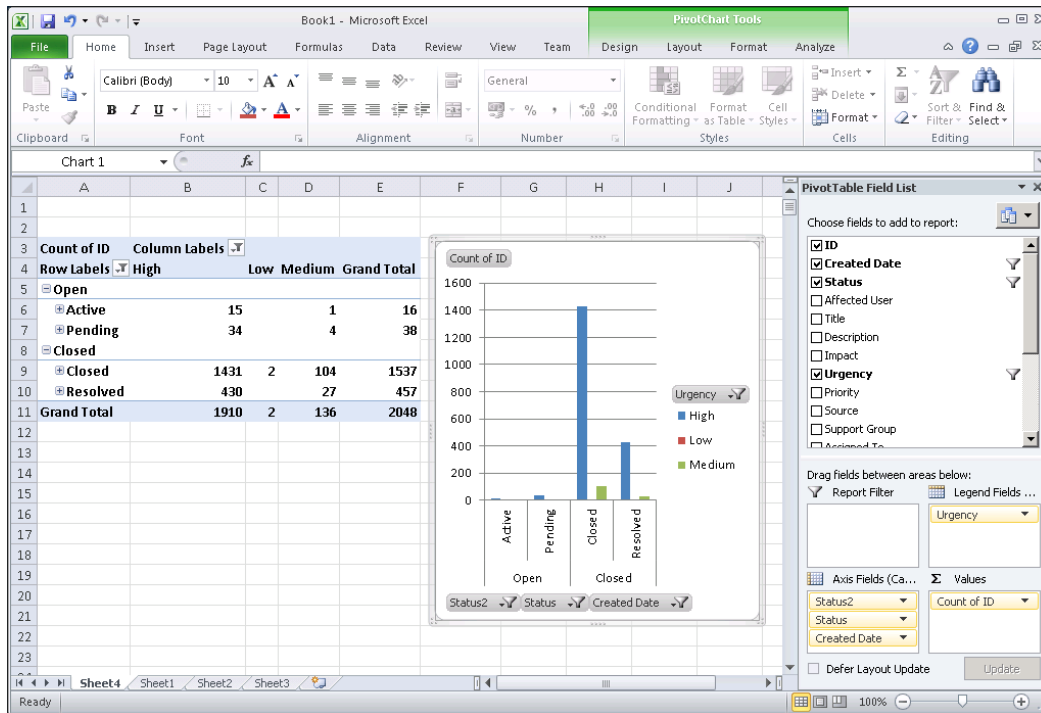 Book1 - Microsoft Excel
PivotChart Tools
File Home Insert Page Layout Formulas Data Review View Team Design Layout Format Analyze
Paste
Calibri (Body) 10 A A
B I U A
General
% , .0 .00 .00 .0
Conditional Formatting
Format as Table
Cell Styles
Insert
Delete
Format
Σ
Sort & Filter
Find & Select
Clipboard Font Alignment Number Styles Cells Editing
Chart 1 fx
A B C D E F G H I J
PivotTable Field List
1
2
3 Count of ID Column Labels
4 Row Labels High Low Medium Grand Total
5 Open
6 Active 15 1 16
7 Pending 34 4 38
8 Closed
9 Closed 1431 2 104 1537
10 Resolved 430 27 457
11 Grand Total 1910 2 136 2048
12
13
14
15
16
17
18
19
20
21
22
23
Count of ID
1600
1400
1200
1000
800
600
400
200
0
Active
Pending
Closed
Resolved
Open Closed
Urgency
High
Low
Medium
Status2 Status Created Date
Choose fields to add to report:
ID
Created Date
Status
Affected User
Title
Description
Impact
Urgency
Priority
Source
Support Group
Assigned To
Drag fields between areas below:
Report Filter Legend Fields ...
Urgency
Axis Fields (Ca... Σ Values
Status2 Count of ID
Status
Created Date
Defer Layout Update Update
Sheet4 Sheet1 Sheet2 Sheet3
Ready 100%